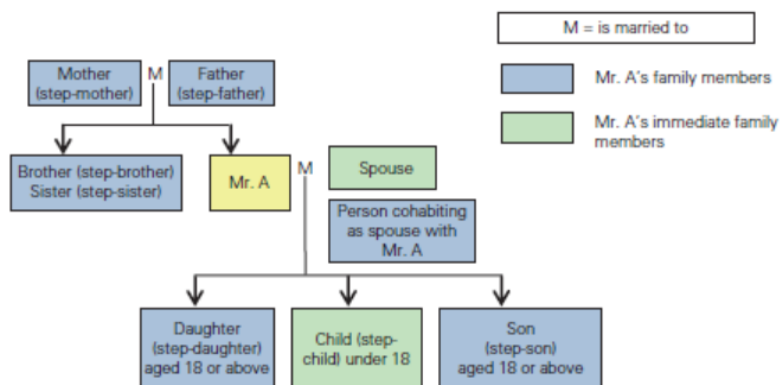 M = is married to
Mother
(step-mother)
M
Father
(step-father)
Mr. A's family members
Mr. A's immediate family
members
Brother (step-brother)
Sister (step-sister)
Mr. A
M
Spouse
Person cohabiting
as spouse with
Mr. A
Daughter
(step-daughter)
aged 18 or above
Child (step-
child) under 18
Son
(step-son)
aged 18 or above